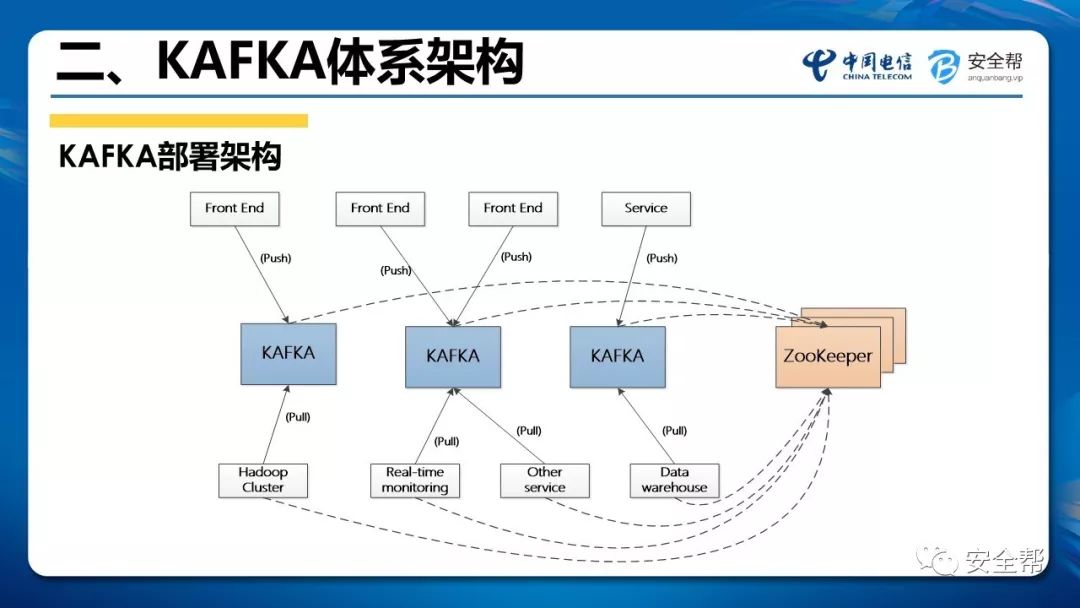 二、KAFKA体系架构
中国电信
CHINA TELECOM
安全帮
anquanbang.vip
KAFKA部署架构
Front End
Front End
Front End
Service
(Push)
(Push)
(Push)
(Push)
KAFKA
KAFKA
KAFKA
ZooKeeper
(Pull)
(Pull)
(Pull)
(Pull)
Hadoop
Cluster
Real-time
monitoring
Other
service
Data
warehouse
安全帮